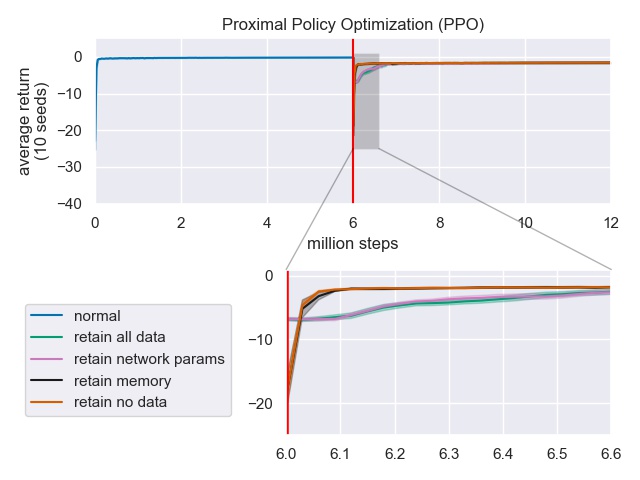 Proximal Policy Optimization (PPO)
average return
(10 seeds)
0
−10
−20
−30
−40
0
2
4
6
8
10
12
million steps
0
−10
−20
6.0
6.1
6.2
6.3
6.4
6.5
6.6
normal
retain all data
retain network params
retain memory
retain no data